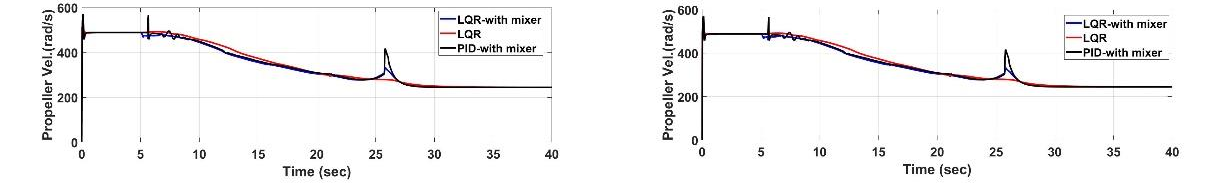 Propeller Vel.(rad/s)
600
400
200
0
0 5 10 15 20 25 30 35 40
Time (sec)
LQR-with mixer
LQR
PID-with mixer
Propeller Vel.(rad/s)
600
400
200
0
0 5 10 15 20 25 30 35 40
Time (sec)
LQR-with mixer
LQR
PID-with mixer